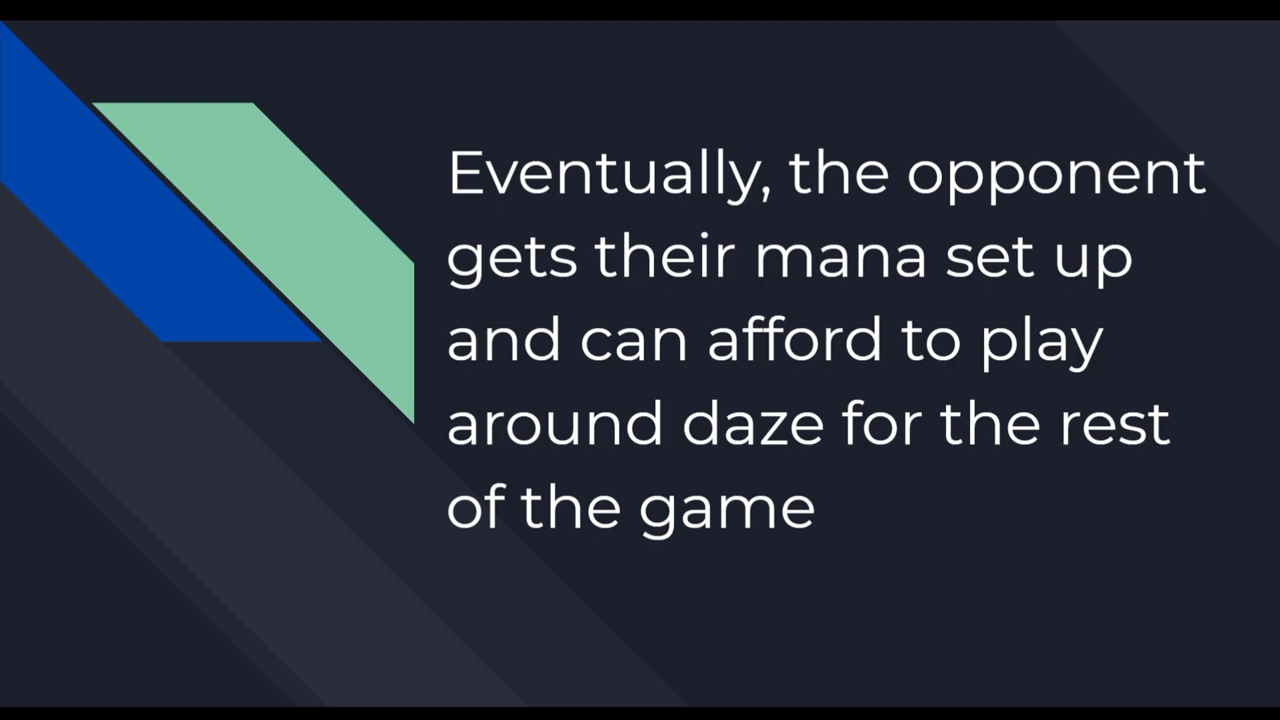 Eventually, the opponent
gets their mana set up
and can afford to play
around daze for the rest
of the game